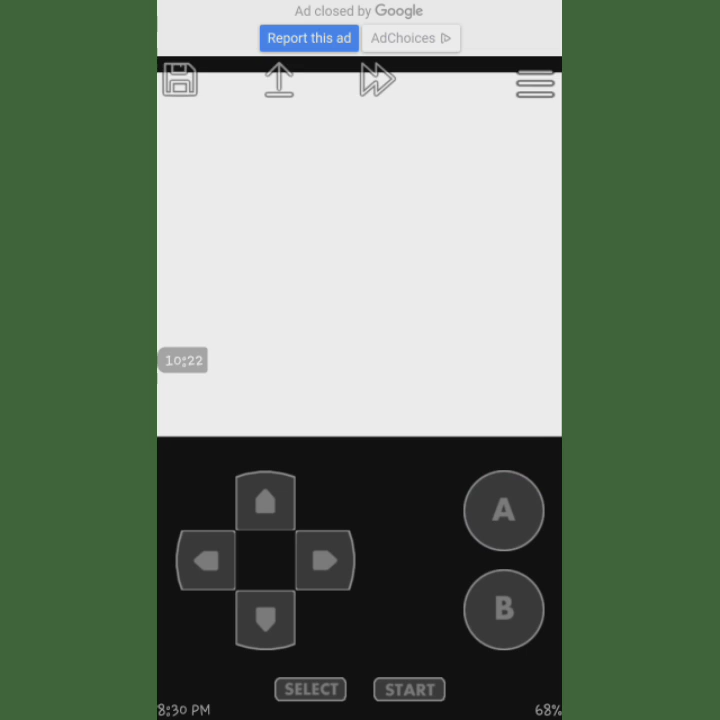 Ad closed by Google
Report this ad
AdChoices
10:22
A
B
SELECT
START
8:30 PM
68%